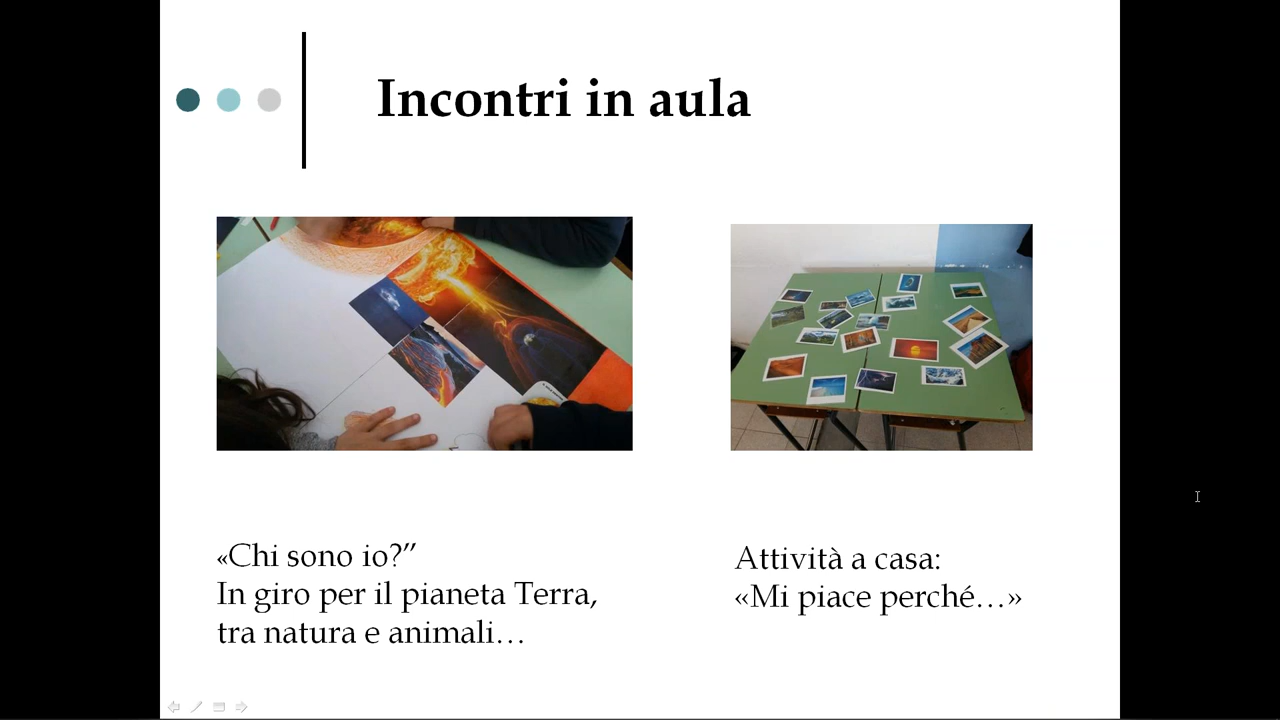 Incontri in aula
«Chi sono io?”
In giro per il pianeta Terra,
tra natura e animali…
Attività a casa:
«Mi piace perché…»